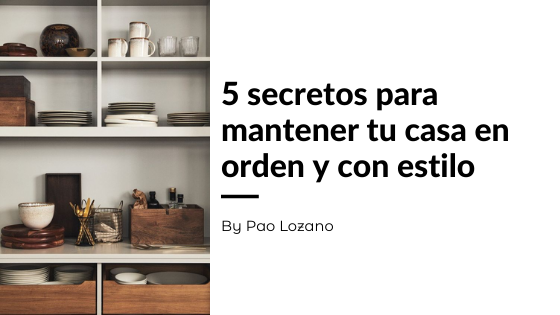 5 secretos para
mantener tu casa en
orden y con estilo
By Pao Lozano